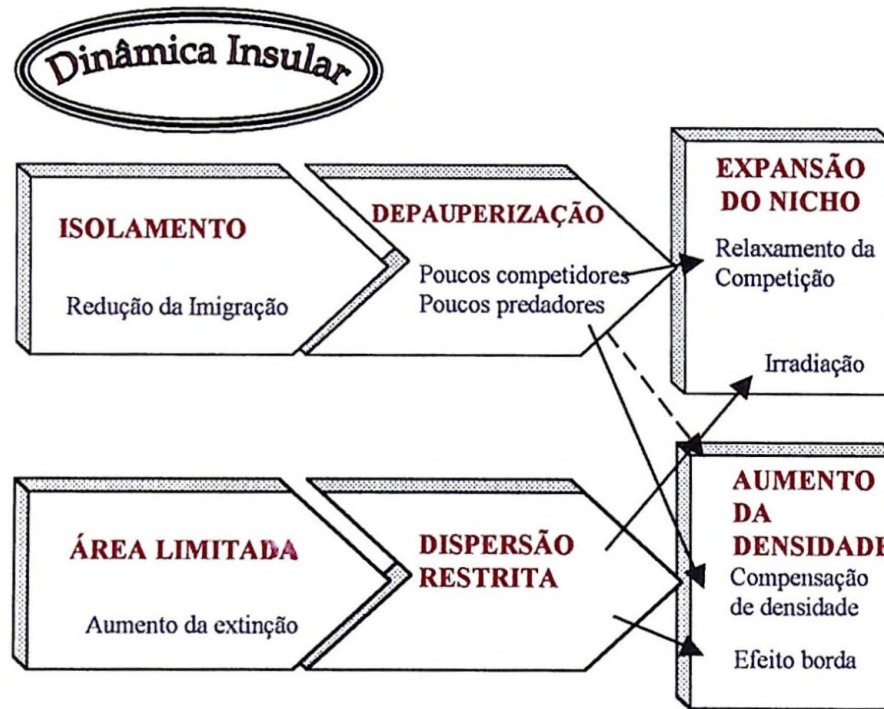 Dinâmica Insular
ISOLAMENTO
Redução da Imigração
DEPAUPERIZAÇÃO
Poucos competidores
Poucos predadores
EXPANSÃO
DO NICHO
Relaxamento da
Competição
Irradiação
ÁREA LIMITADA
Aumento da extinção
DISPERSÃO
RESTRITA
AUMENTO
DA
DENSIDADE
Compensação
de densidade
Efeito borda